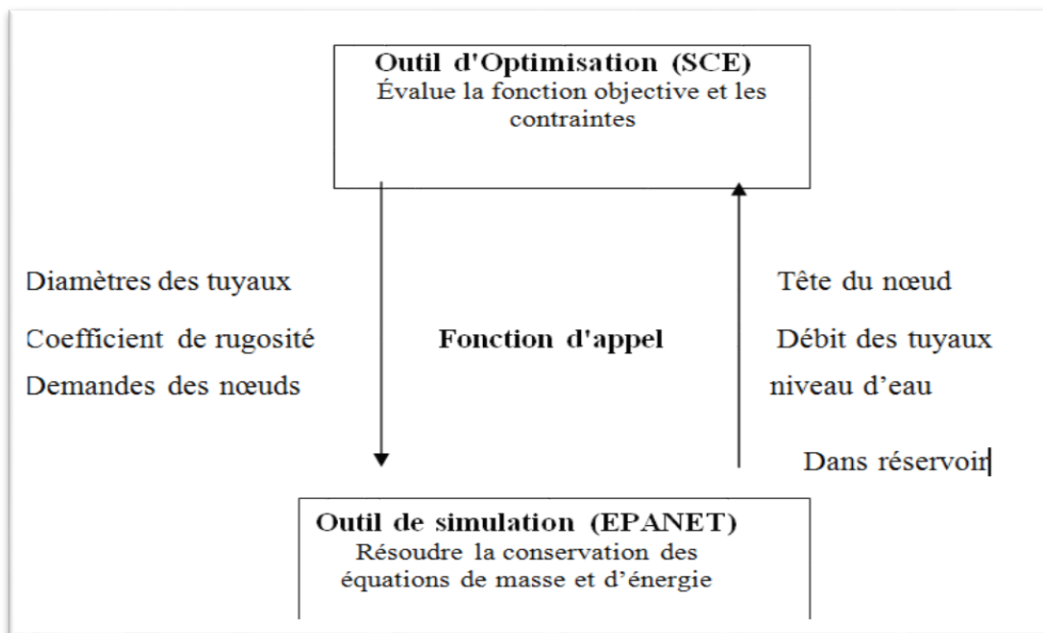 Outil d'Optimisation (SCE)
Évalue la fonction objective et les
contraintes
Diamètres des tuyaux
Coefficient de rugosité
Demandes des nœuds
Fonction d'appel
Tête du nœud
Débit des tuyaux
niveau d’eau
Dans réservoir
Outil de simulation (EPANET)
Résoudre la conservation des
équations de masse et d’énergie